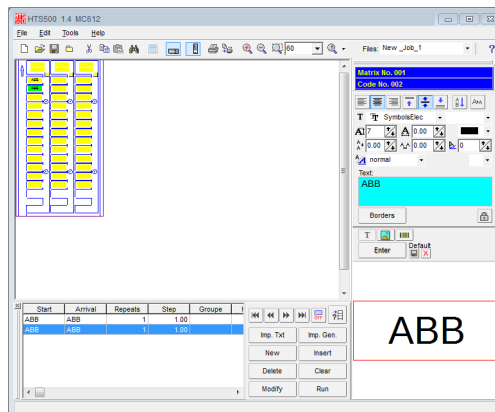 HTS500 1.4 MC612
File Edit Tools Help
60
Files: New _Job_1
?
Matrix No. 001
Code No. 002
T SymbolsElec
7 0.00
0.00 0.00 0
normal
Text:
ABB
Borders
T
Enter Default
ABB
ABB
Start Arrival Repeats Step Groupe
ABB ABB 1 1.00
ABB ABB 1 1.00
Imp. Txt Imp. Gen.
New Insert
Delete Clear
Modify Run
ABB